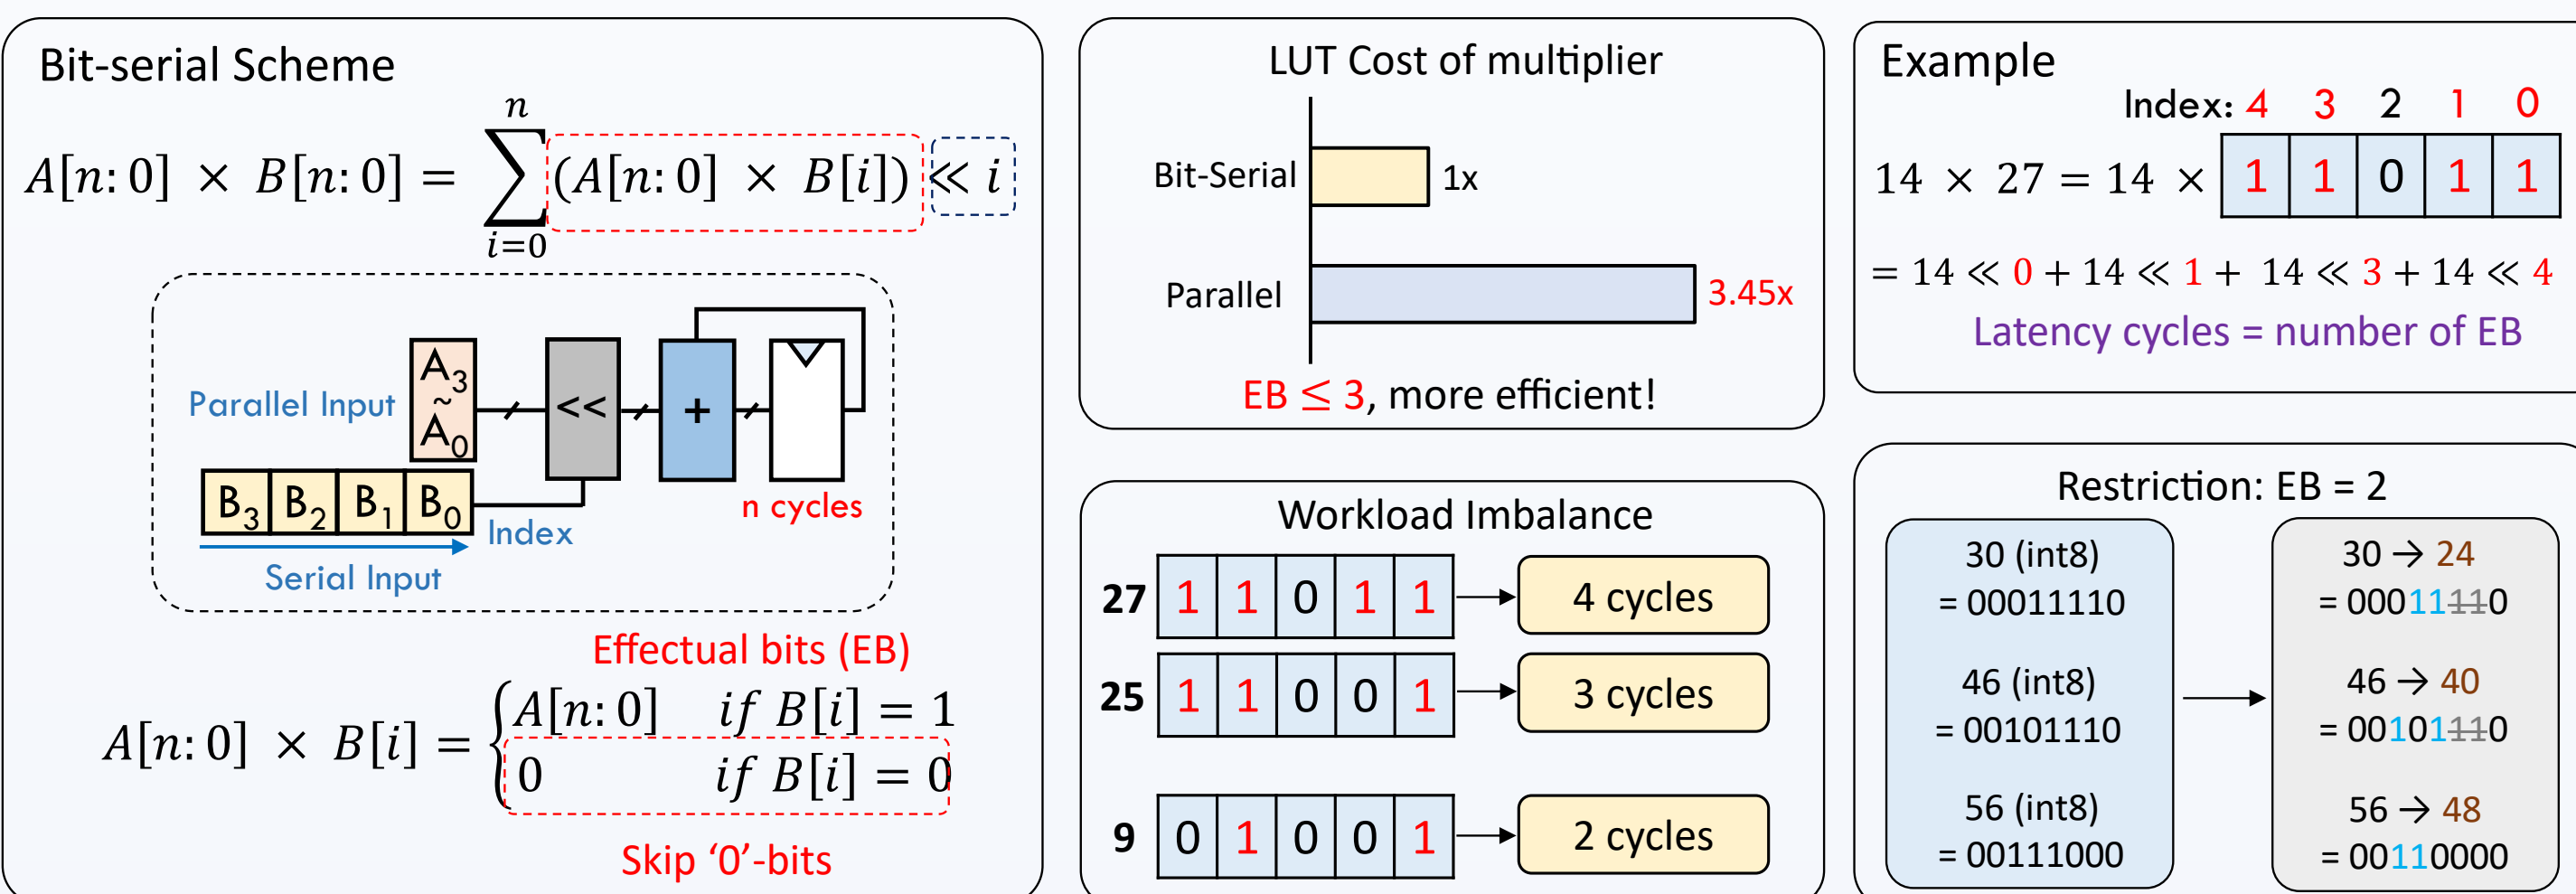 Bit-serial Scheme
n
A[n:0] × B[n:0] = ∑ (A[n:0] × B[i]) ≪ i
i=0
Parallel Input
A3
~
A0
<<
+
B3 B2 B1 B0
Index
n cycles
Serial Input
Effectual bits (EB)
A[n:0] × B[i] = { A[n:0] if B[i] = 1
0 if B[i] = 0
Skip ‘0’-bits
LUT Cost of multiplier
Bit-Serial 1x
Parallel 3.45x
EB ≤ 3, more efficient!
Workload Imbalance
27 1 1 0 1 1 4 cycles
25 1 1 0 0 1 3 cycles
9 0 1 0 0 1 2 cycles
Example
Index: 4 3 2 1 0
14 × 27 = 14 × 1 1 0 1 1
= 14 ≪ 0 + 14 ≪ 1 + 14 ≪ 3 + 14 ≪ 4
Latency cycles = number of EB
Restriction: EB = 2
30 (int8)
= 00011110
46 (int8)
= 00101110
56 (int8)
= 00111000
30 → 24
= 00011110
46 → 40
= 00101110
56 → 48
= 00110000